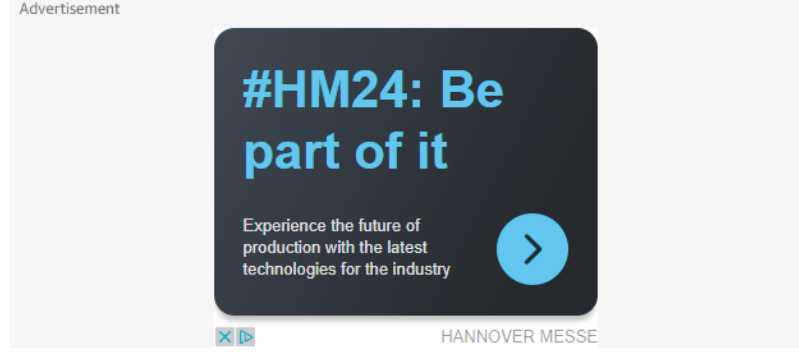 Advertisement
#HM24: Be
part of it
Experience the future of
production with the latest
technologies for the industry
HANNOVER MESSE